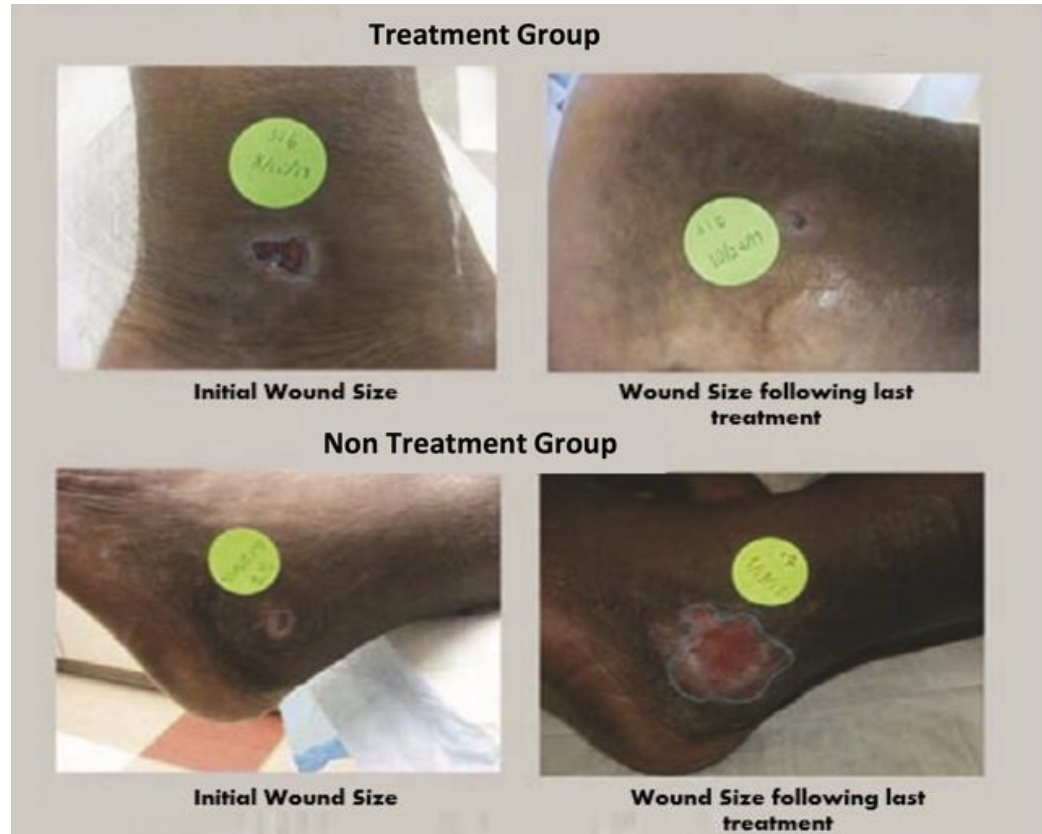 Treatment Group
Initial Wound Size
Wound Size following last
treatment
Non Treatment Group
Initial Wound Size
Wound Size following last
treatment